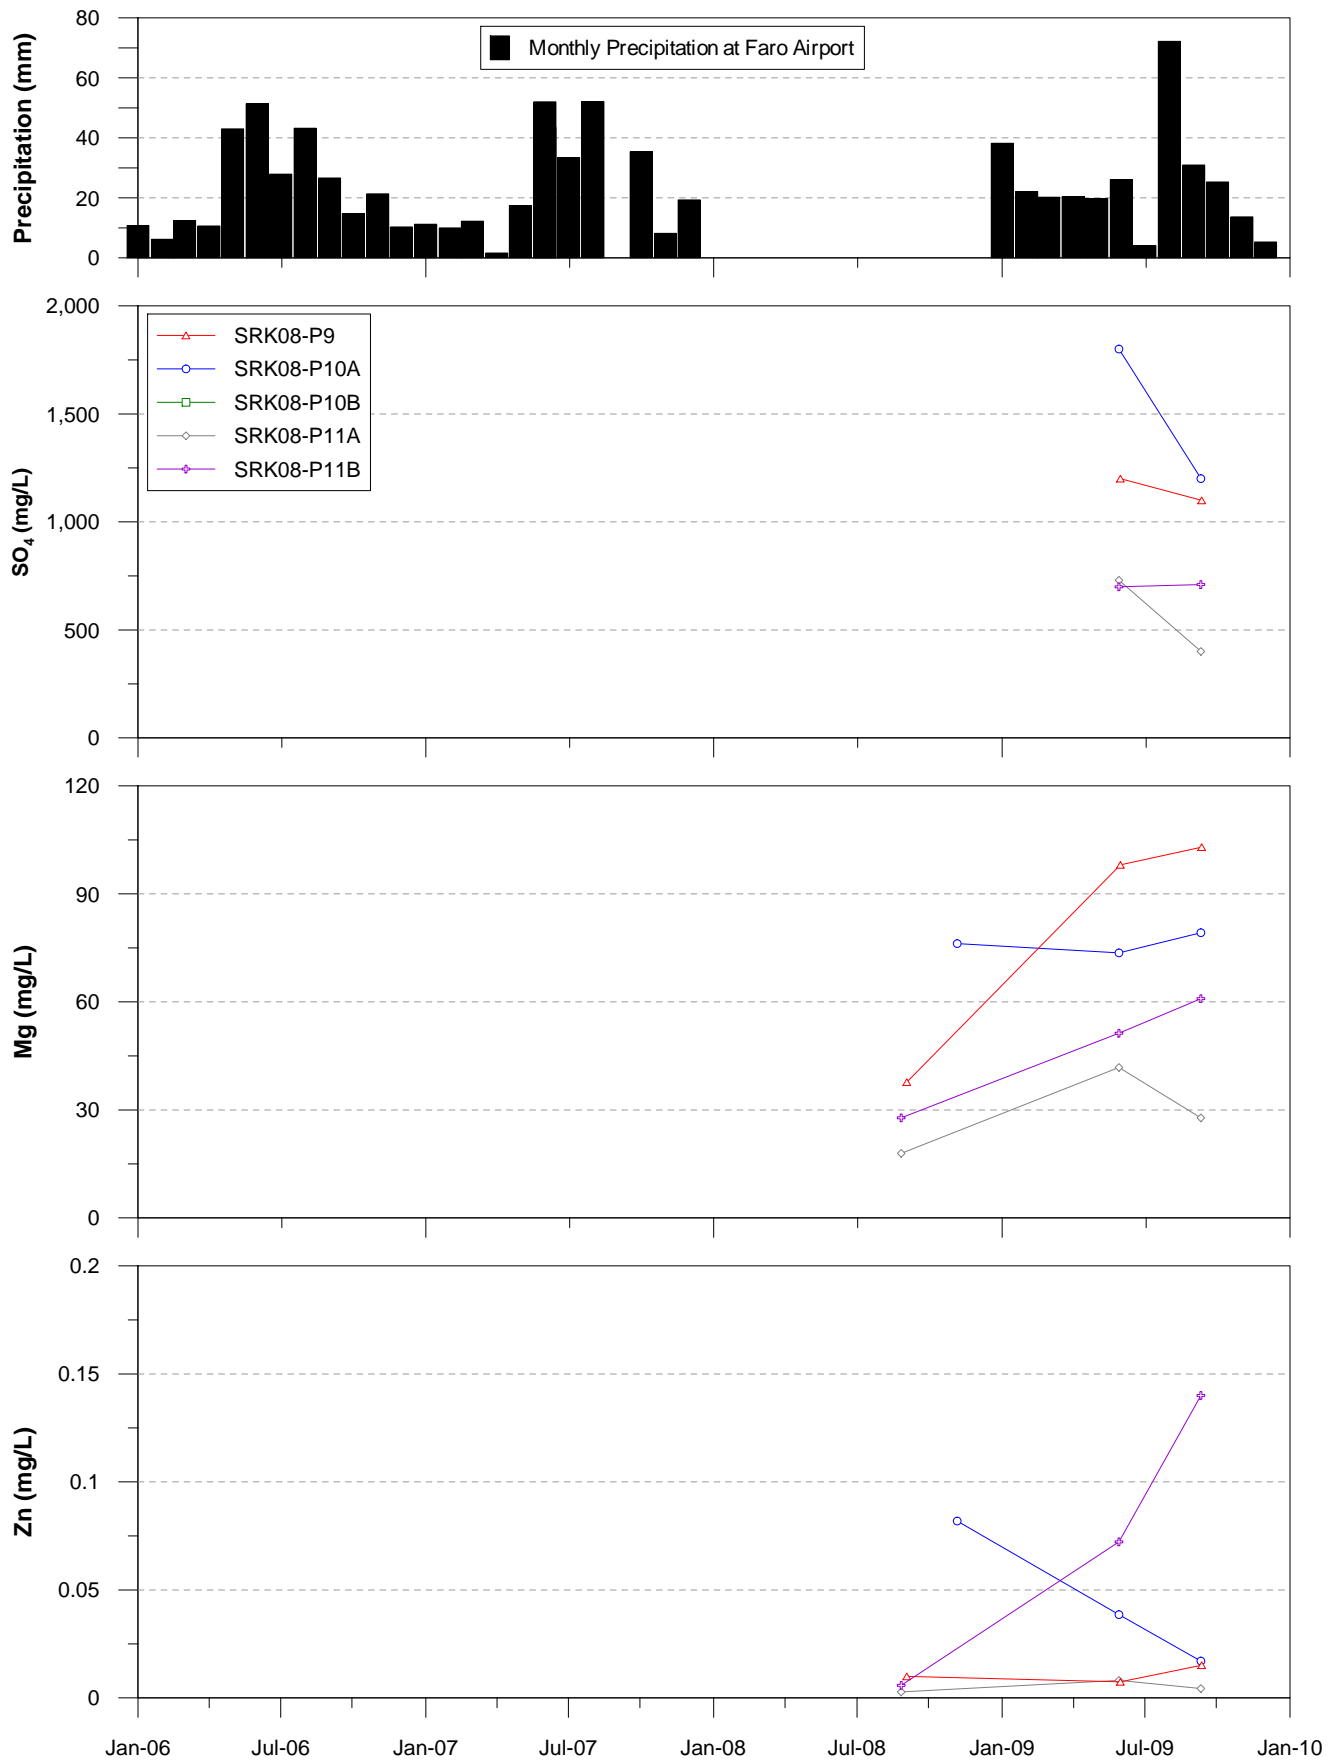 80
60
40
20
0
Precipitation (mm)
Monthly Precipitation at Faro Airport
2,000
1,500
1,000
500
0
SO₄ (mg/L)
SRK08-P9
SRK08-P10A
SRK08-P10B
SRK08-P11A
SRK08-P11B
120
90
60
30
0
Mg (mg/L)
0.2
0.15
0.1
0.05
0
Zn (mg/L)
Jan-06 Jul-06 Jan-07 Jul-07 Jan-08 Jul-08 Jan-09 Jul-09 Jan-10